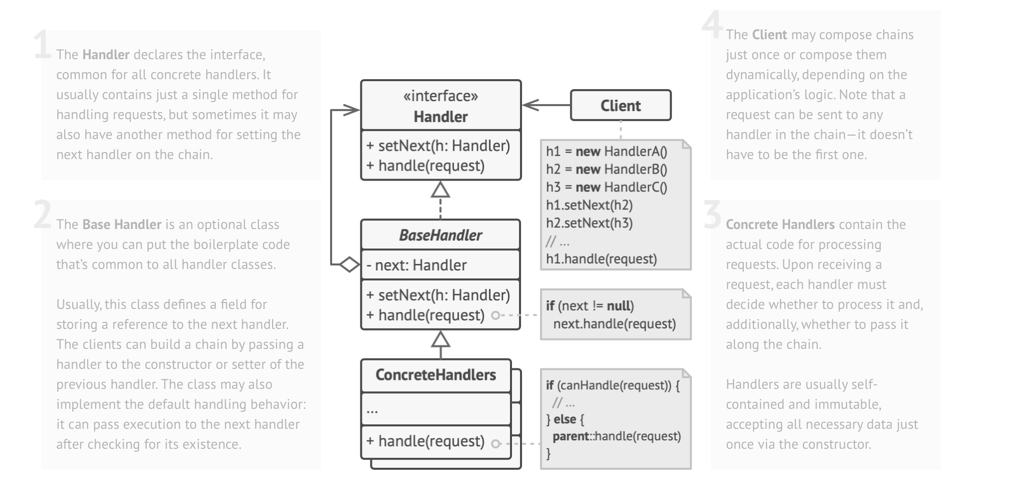 1
The Handler declares the interface,
common for all concrete handlers. It
usually contains just a single method for
handling requests, but sometimes it may
also have another method for setting the
next handler on the chain.
2
The Base Handler is an optional class
where you can put the boilerplate code
that's common to all handler classes.
Usually, this class defines a field for
storing a reference to the next handler.
The clients can build a chain by passing a
handler to the constructor or setter of the
previous handler. The class may also
implement the default handling behavior:
it can pass execution to the next handler
after checking for its existence.
«interface»
Handler
+ setNext(h: Handler)
+ handle(request)
BaseHandler
- next: Handler
+ setNext(h: Handler)
+ handle(request)
ConcreteHandlers
...
+ handle(request)
Client
h1 = new HandlerA()
h2 = new HandlerB()
h3 = new HandlerC()
h1.setNext(h2)
h2.setNext(h3)
// ...
h1.handle(request)
if (next != null)
next.handle(request)
if (canHandle(request)) {
// ...
} else {
parent::handle(request)
}
4
The Client may compose chains
just once or compose them
dynamically, depending on the
application's logic. Note that a
request can be sent to any
handler in the chain—it doesn't
have to be the first one.
3
Concrete Handlers contain the
actual code for processing
requests. Upon receiving a
request, each handler must
decide whether to process it and,
additionally, whether to pass it
along the chain.
Handlers are usually self-
contained and immutable,
accepting all necessary data just
once via the constructor.